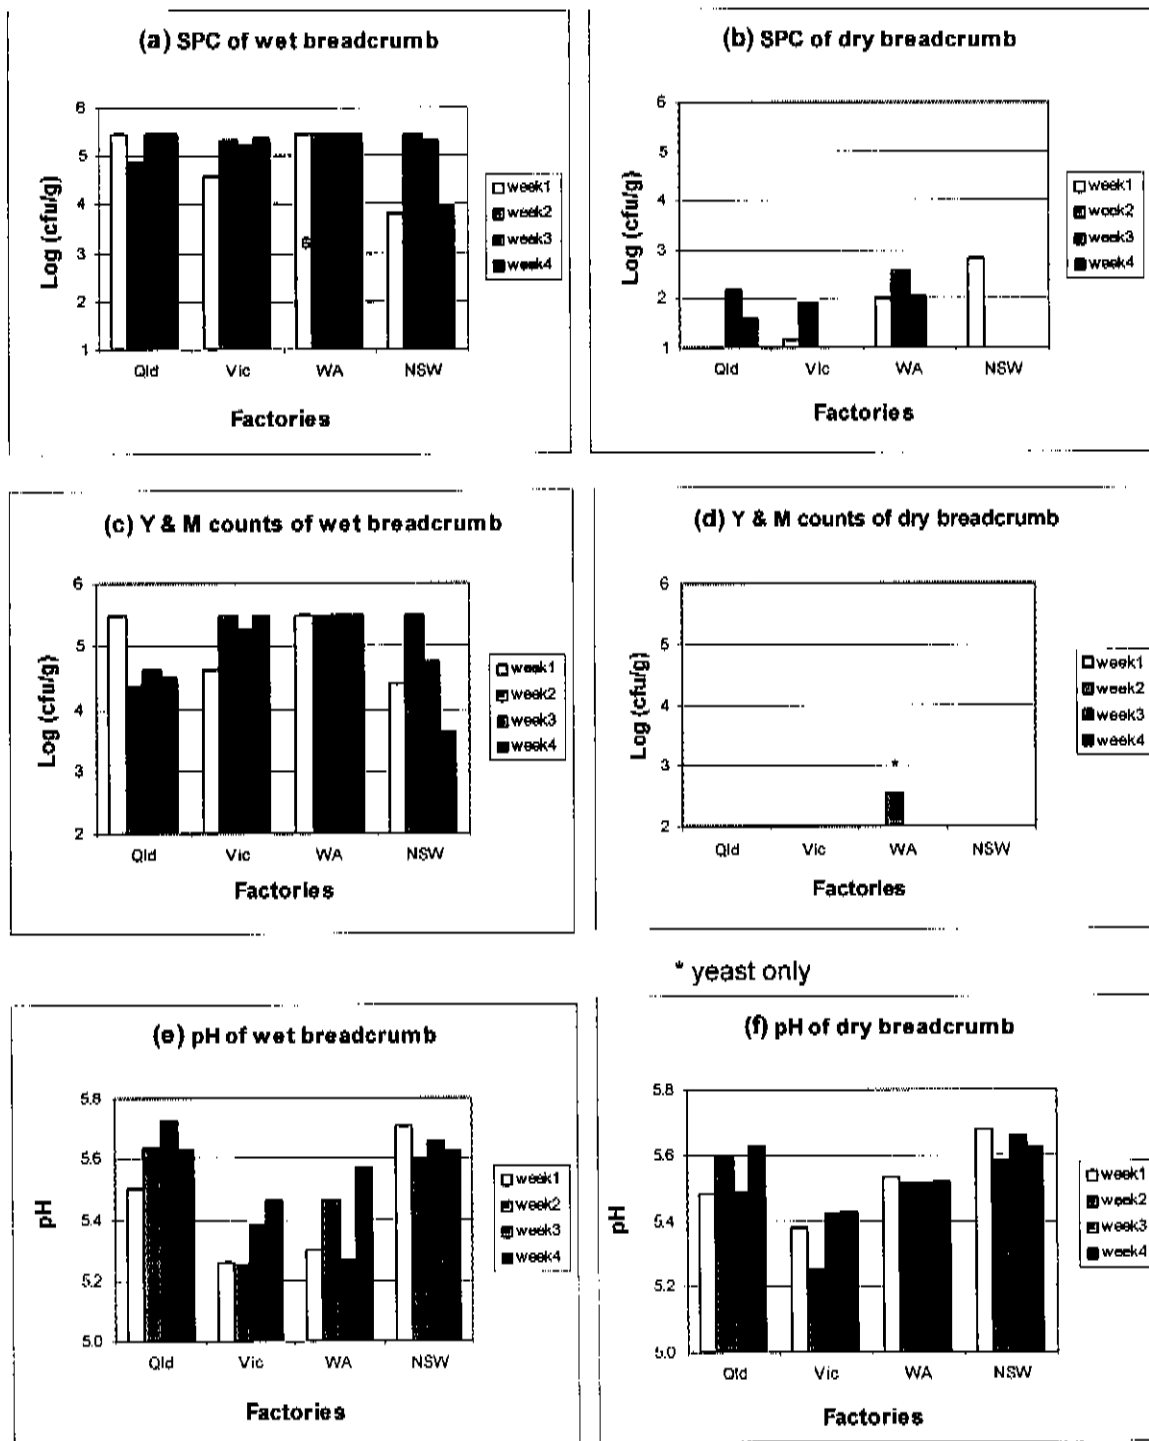 (a) SPC of wet breadcrumb
Log (cfu/g)
6
5
4
3
2
1
Qld Vic WA NSW
Factories
week1
week2
week3
week4
(b) SPC of dry breadcrumb
Log (cfu/g)
6
5
4
3
2
1
Qld Vic WA NSW
Factories
week1
week2
week3
week4
(c) Y & M counts of wet breadcrumb
Log (cfu/g)
6
5
4
3
2
Qld Vic WA NSW
Factories
week1
week2
week3
week4
(d) Y & M counts of dry breadcrumb
Log (cfu/g)
6
5
4
3
2
*
Qld Vic WA NSW
Factories
week1
week2
week3
week4
* yeast only
(e) pH of wet breadcrumb
pH
5.8
5.6
5.4
5.2
5.0
Qld Vic WA NSW
Factories
week1
week2
week3
week4
(f) pH of dry breadcrumb
pH
5.8
5.6
5.4
5.2
5.0
Qld Vic WA NSW
Factories
week1
week2
week3
week4